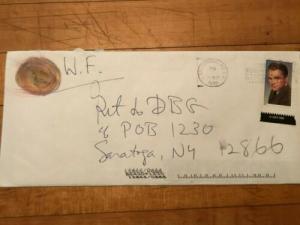 W.F.
Ret to DBG
% POB 1230
Saratoga, NY 12866